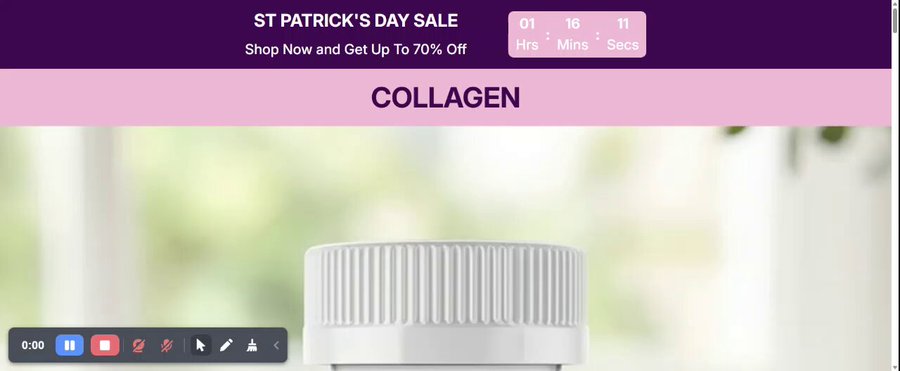 ST PATRICK'S DAY SALE
Shop Now and Get Up To 70% Off
01 : 16 : 11
Hrs Mins Secs
COLLAGEN
0:00